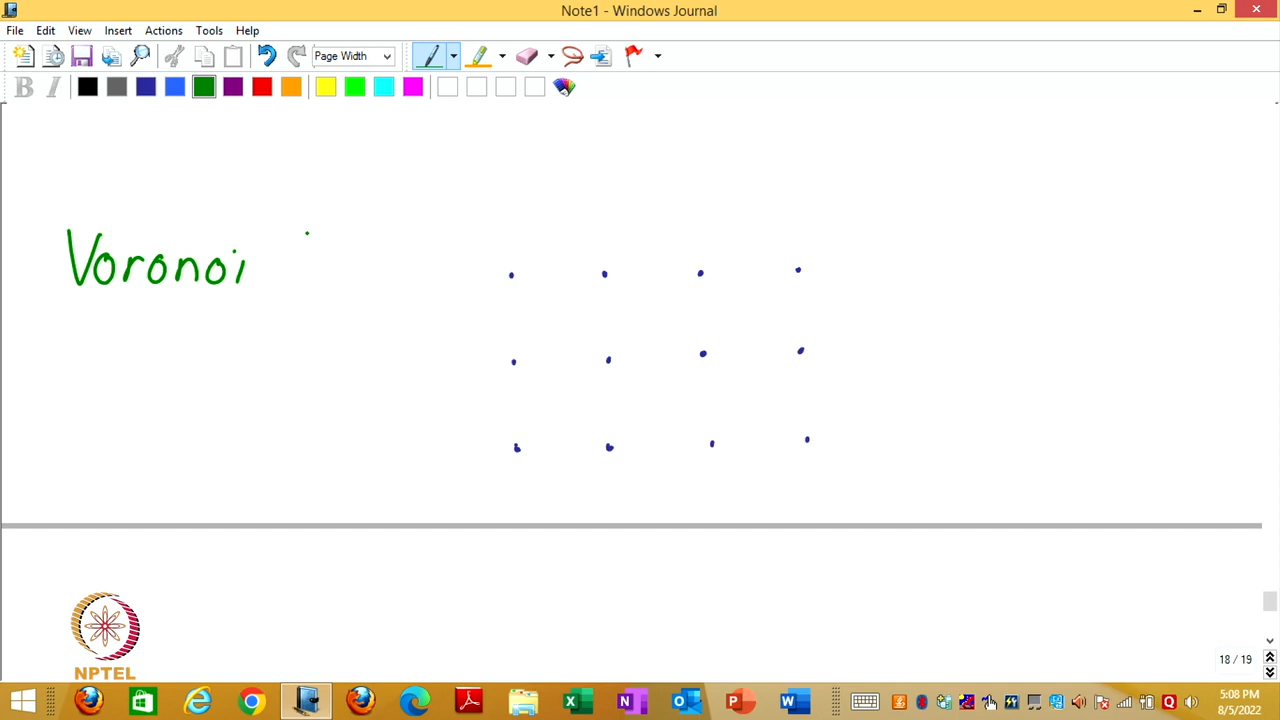 Note1 - Windows Journal
File Edit View Insert Actions Tools Help
Page Width
B I
Voronoi
NPTEL
18 / 19
5:08 PM
8/5/2022